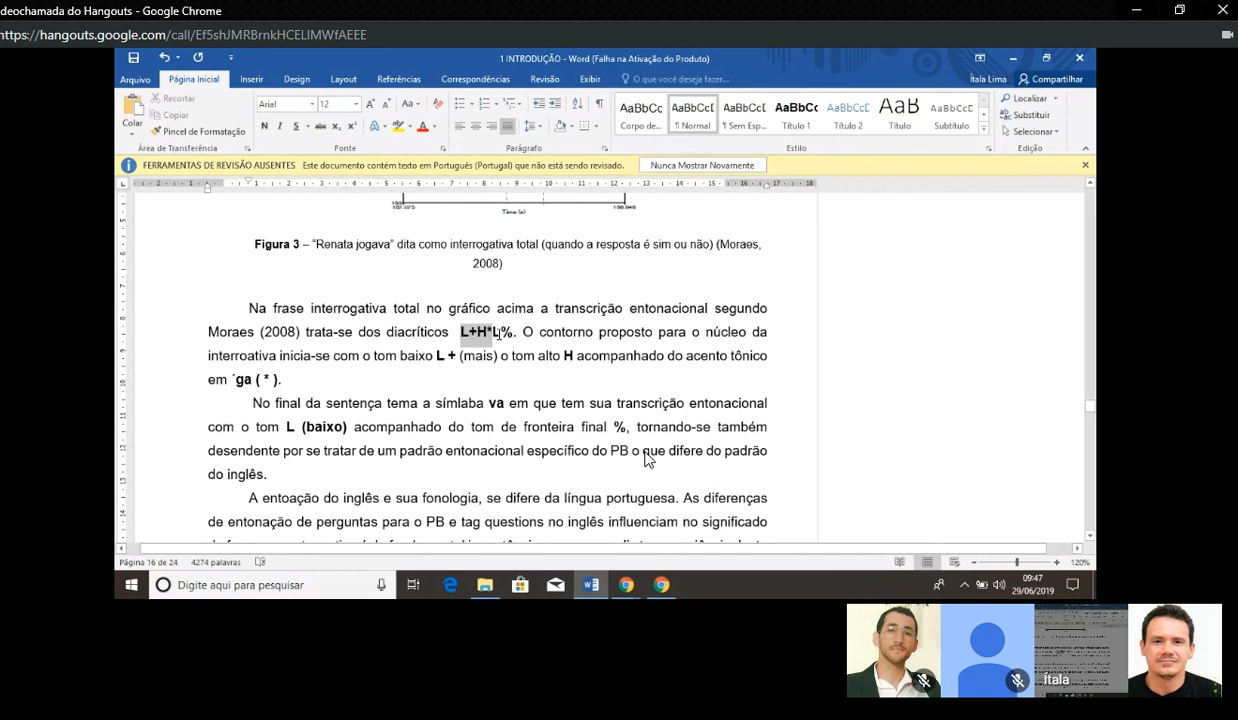 deochamada do Hangouts - Google Chrome
https://hangouts.google.com/call/Ef5shJMRBrnkHCELIMWfAEEE
1 INTRODUÇÃO - Word (Falha na Ativação do Produto)
Arquivo Página Inicial Inserir Design Layout Referências Correspondências Revisão Exibir O que você deseja fazer... Ítala Lima Compartilhar
Colar Recortar Copiar Pincel de Formatação
Arial 12
N I S abc x₂ x² A
AaBbCcI AaBbCcI AaBbCcI AaBbCc AaBbCcI AaB AaBbCcD
Corpo de... ¶ Normal ¶ Sem Esp... Título 1 Título 2 Título Subtítulo
Localizar Substituir Selecionar
Área de Transferência Fonte Parágrafo Estilo Edição
FERRAMENTAS DE REVISÃO AUSENTES Este documento contém texto em Português (Portugal) que não está sendo revisado. Nunca Mostrar Novamente
Time (s)
Figura 3 – “Renata jogava” dita como interrogativa total (quando a resposta é sim ou não) (Moraes,
2008)
Na frase interrogativa total no gráfico acima a transcrição entonacional segundo
Moraes (2008) trata-se dos diacríticos L+H*L%. O contorno proposto para o núcleo da
interroativa inicia-se com o tom baixo L + (mais) o tom alto H acompanhado do acento tônico
em ´ga ( * ).
No final da sentença tema a símlaba va em que tem sua transcrição entonacional
com o tom L (baixo) acompanhado do tom de fronteira final %, tornando-se também
desendente por se tratar de um padrão entonacional específico do PB o que difere do padrão
do inglês.
A entoação do inglês e sua fonologia, se difere da língua portuguesa. As diferenças
de entonação de perguntas para o PB e tag questions no inglês influenciam no significado
Página 16 de 24 4274 palavras 120%
Digite aqui para pesquisar
09:47
29/06/2019
Ítala